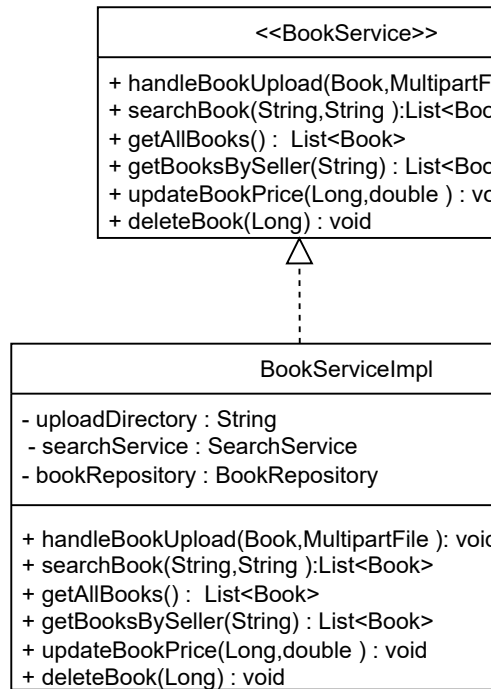 <<BookService>>
+ handleBookUpload(Book,MultipartF
+ searchBook(String,String ):List<Boo
+ getAllBooks() :  List<Book>
+ getBooksBySeller(String) : List<Boo
+ updateBookPrice(Long,double ) : vo
+ deleteBook(Long) : void
BookServiceImpl
- uploadDirectory : String
- searchService : SearchService
- bookRepository : BookRepository
+ handleBookUpload(Book,MultipartFile ): void
+ searchBook(String,String ):List<Book>
+ getAllBooks() :  List<Book>
+ getBooksBySeller(String) : List<Book>
+ updateBookPrice(Long,double ) : void
+ deleteBook(Long) : void